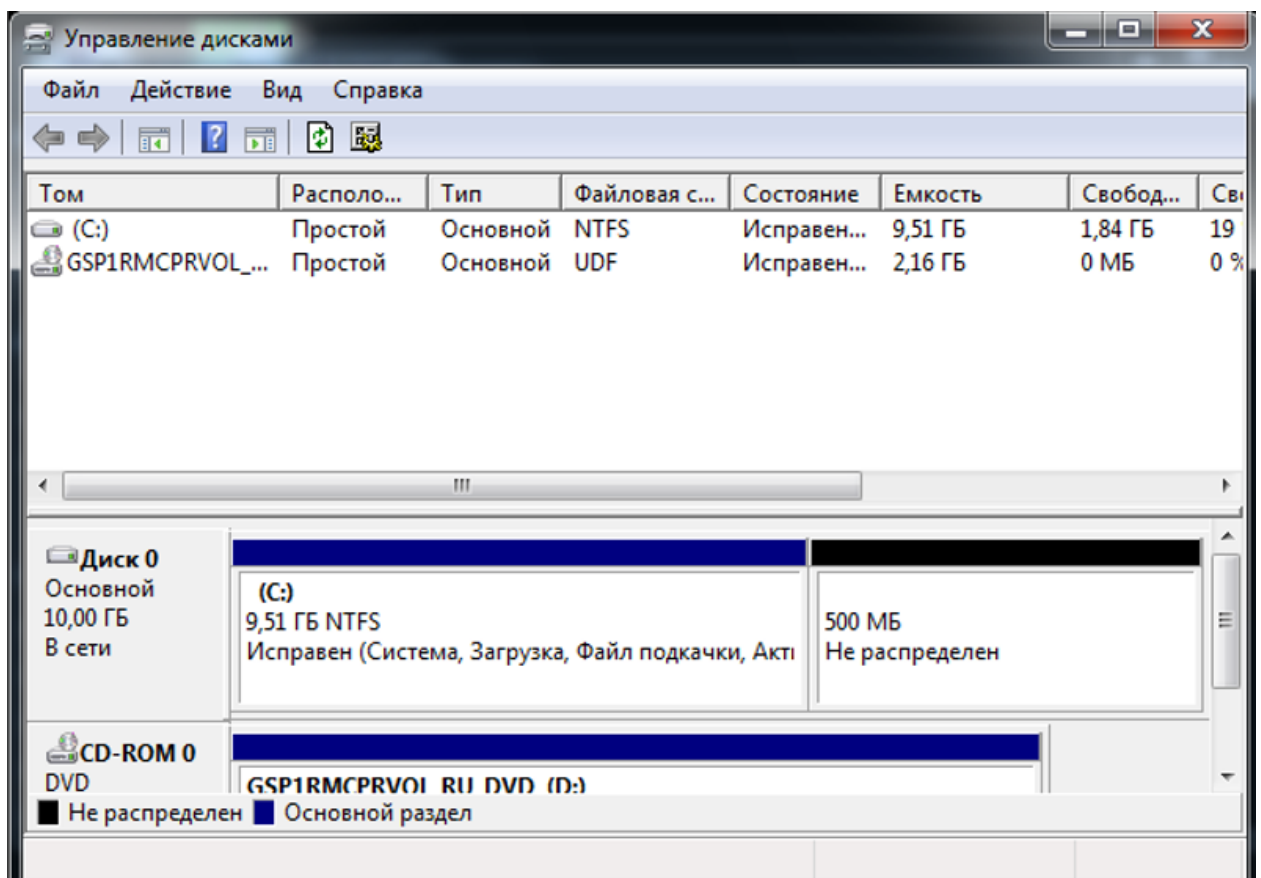 Управление дисками
Файл Действие Вид Справка
Том Располо... Тип Файловая с... Состояние Емкость Свобод...
(C:) Простой Основной NTFS Исправен... 9,51 ГБ 1,84 ГБ 19
GSP1RMCPRVOL_... Простой Основной UDF Исправен... 2,16 ГБ 0 МБ 0 %
Диск 0
Основной
10,00 ГБ
В сети
(C:)
9,51 ГБ NTFS
Исправен (Система, Загрузка, Файл подкачки,
500 МБ
Не распределен
CD-ROM 0
DVD
GSP1RMCPRVOL_RU_DVD (D:)
Не распределен Основной раздел